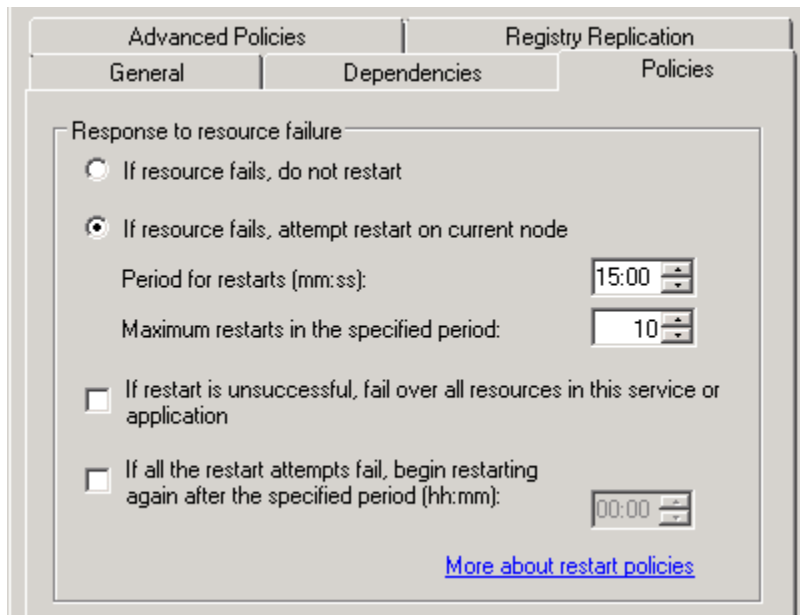 Advanced Policies
Registry Replication
General
Dependencies
Policies
Response to resource failure
If resource fails, do not restart
If resource fails, attempt restart on current node
Period for restarts (mm:ss):
15:00
Maximum restarts in the specified period:
10
If restart is unsuccessful, fail over all resources in this service or
application
If all the restart attempts fail, begin restarting
again after the specified period (hh:mm):
00:00
More about restart policies